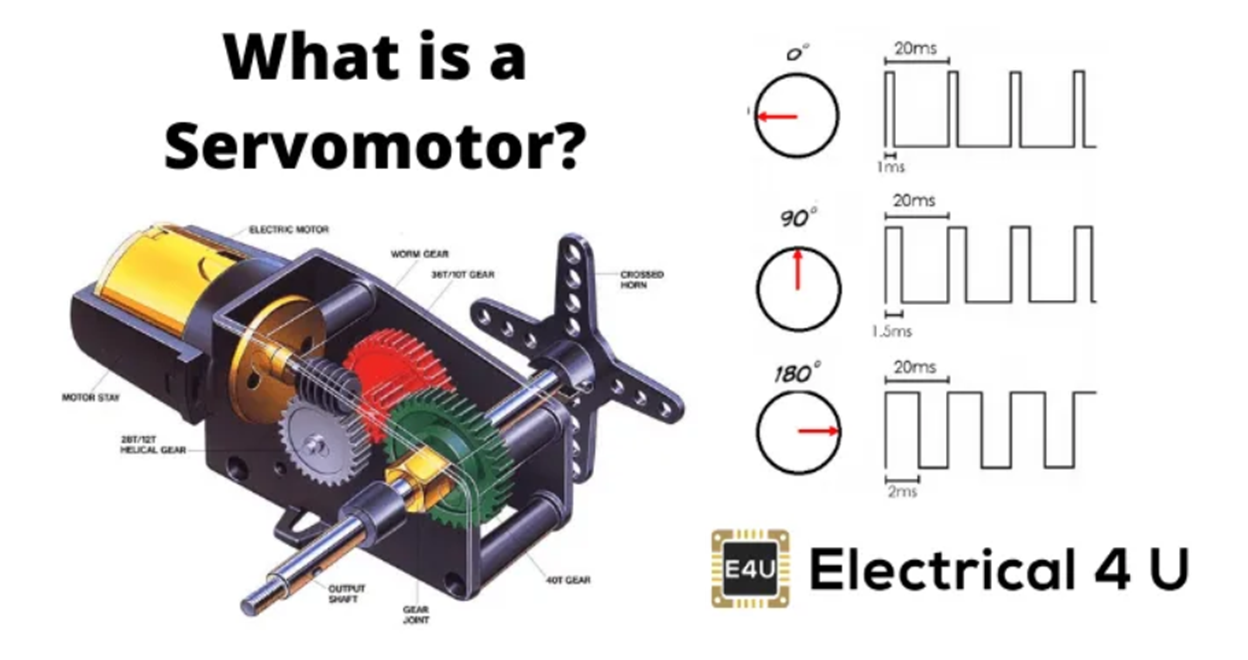 What is a
Servomotor?
ELECTRIC MOTOR
WORM GEAR
36T/10T GEAR
CROSSED
HORN
MOTOR STAY
28T/12T
HELICAL GEAR
OUTPUT
SHAFT
GEAR
JOINT
40T GEAR
0°
20ms
1ms
90°
20ms
1.5ms
180°
20ms
2ms
E4U
Electrical 4 U